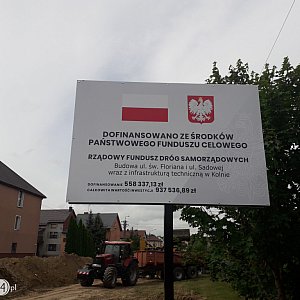 DOFINANSOWANO ZE ŚRODKÓW
PAŃSTWOWEGO FUNDUSZU CELOWEGO
RZĄDOWY FUNDUSZ DRÓG SAMORZĄDOWYCH
Budowa ul. św. Floriana i ul. Sadowej
wraz z infrastrukturą techniczną w Kolnie
DOFINANSOWANIE 558 337,13 zł
CAŁKOWITA WARTOŚĆ INWESTYCJI 937 536,89 zł